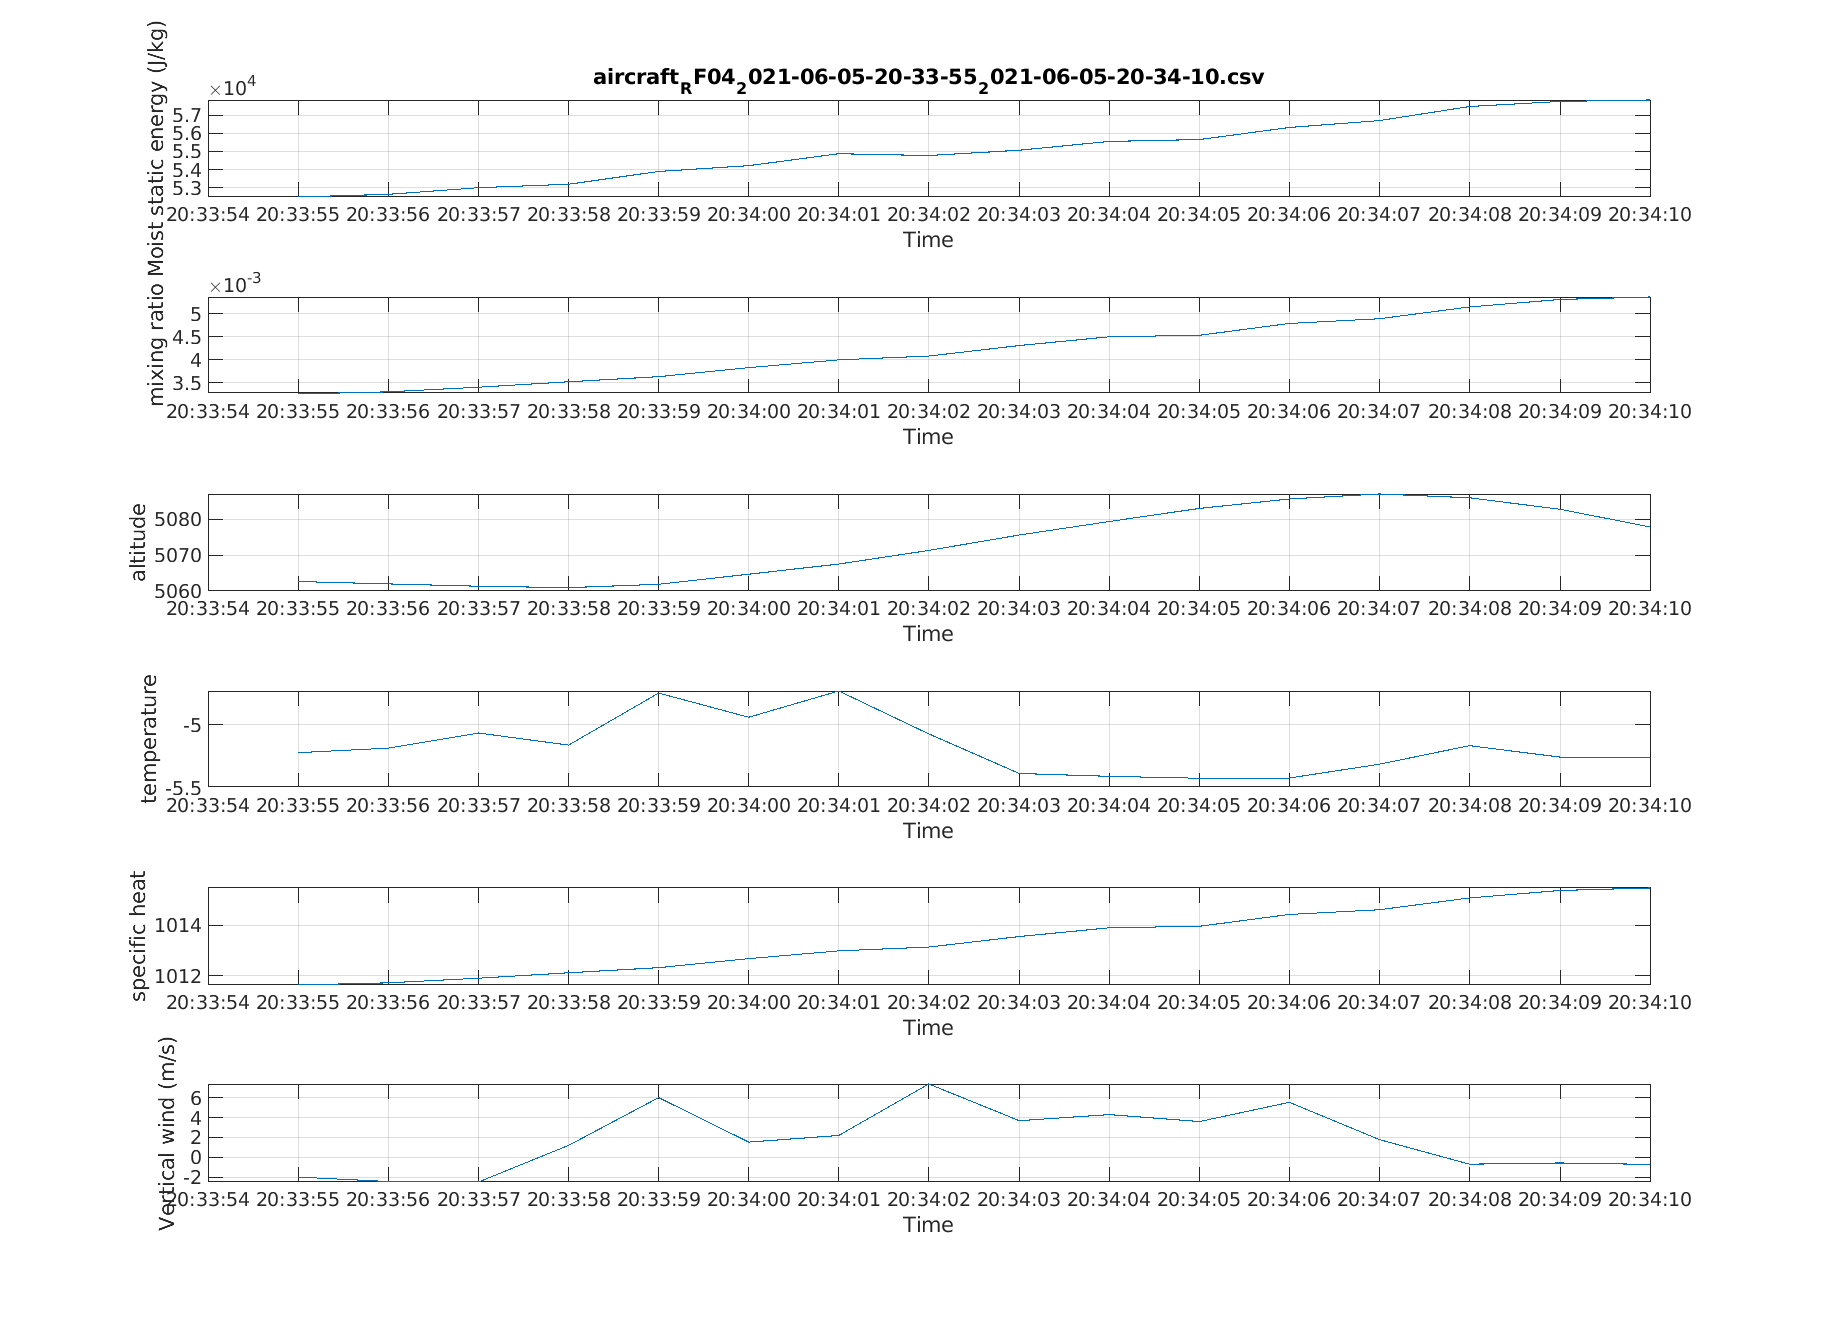 aircraftRF042021-06-05-20-33-552021-06-05-20-34-10.csv
×10^4
Moist static energy (J/kg)
5.7
5.6
5.5
5.4
5.3
20:33:54 20:33:55 20:33:56 20:33:57 20:33:58 20:33:59 20:34:00 20:34:01 20:34:02 20:34:03 20:34:04 20:34:05 20:34:06 20:34:07 20:34:08 20:34:09 20:34:10
Time
×10^-3
mixing ratio
5
4.5
4
3.5
20:33:54 20:33:55 20:33:56 20:33:57 20:33:58 20:33:59 20:34:00 20:34:01 20:34:02 20:34:03 20:34:04 20:34:05 20:34:06 20:34:07 20:34:08 20:34:09 20:34:10
Time
altitude
5080
5070
5060
20:33:54 20:33:55 20:33:56 20:33:57 20:33:58 20:33:59 20:34:00 20:34:01 20:34:02 20:34:03 20:34:04 20:34:05 20:34:06 20:34:07 20:34:08 20:34:09 20:34:10
Time
temperature
-5
-5.5
20:33:54 20:33:55 20:33:56 20:33:57 20:33:58 20:33:59 20:34:00 20:34:01 20:34:02 20:34:03 20:34:04 20:34:05 20:34:06 20:34:07 20:34:08 20:34:09 20:34:10
Time
specific heat
1014
1012
20:33:54 20:33:55 20:33:56 20:33:57 20:33:58 20:33:59 20:34:00 20:34:01 20:34:02 20:34:03 20:34:04 20:34:05 20:34:06 20:34:07 20:34:08 20:34:09 20:34:10
Time
Vertical wind (m/s)
6
4
2
0
-2
20:33:54 20:33:55 20:33:56 20:33:57 20:33:58 20:33:59 20:34:00 20:34:01 20:34:02 20:34:03 20:34:04 20:34:05 20:34:06 20:34:07 20:34:08 20:34:09 20:34:10
Time